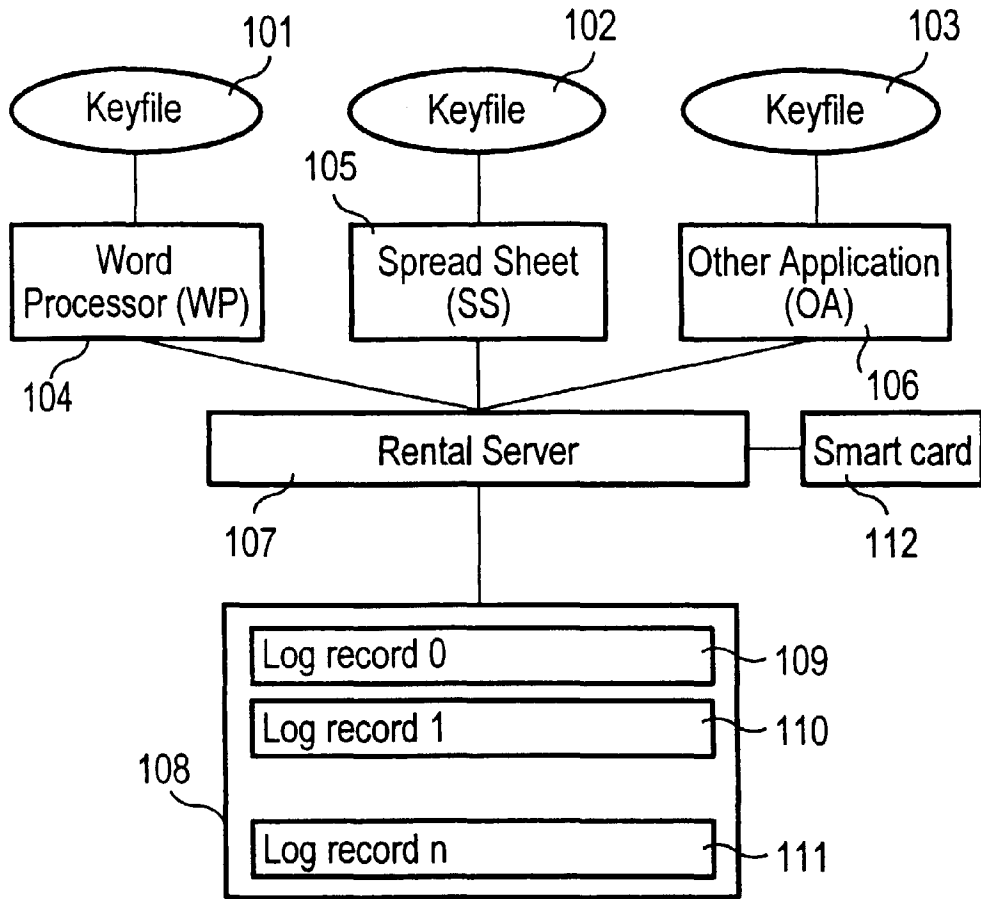 101
102
103
Keyfile
Keyfile
Keyfile
105
Word
Processor (WP)
Spread Sheet
(SS)
Other Application
(OA)
104
106
Rental Server
Smart card
107
112
Log record 0
109
Log record 1
110
108
Log record n
111